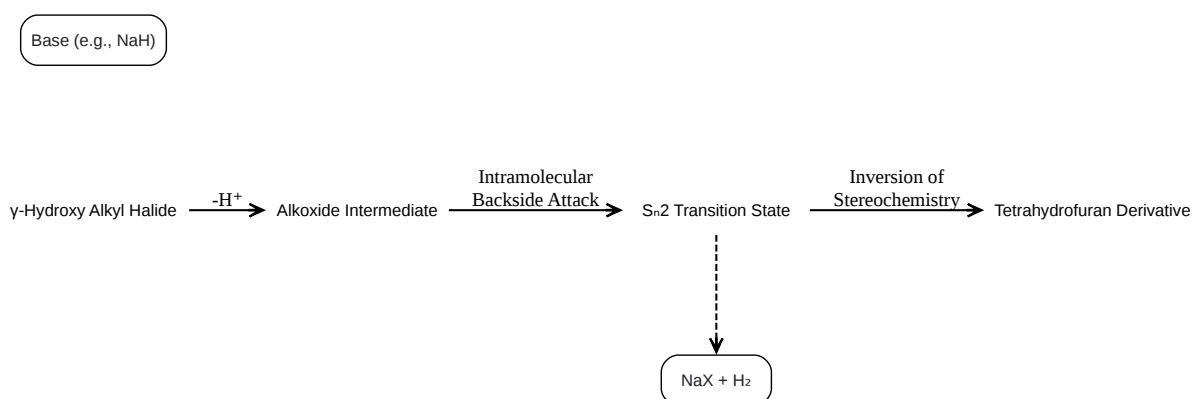 Base (e.g., NaH)
Intramolecular
Backside Attack
Inversion of
Stereochemistry
γ-Hydroxy Alkyl Halide -H⁺ Alkoxide Intermediate Sₙ2 Transition State Tetrahydrofuran Derivative
NaX + H₂